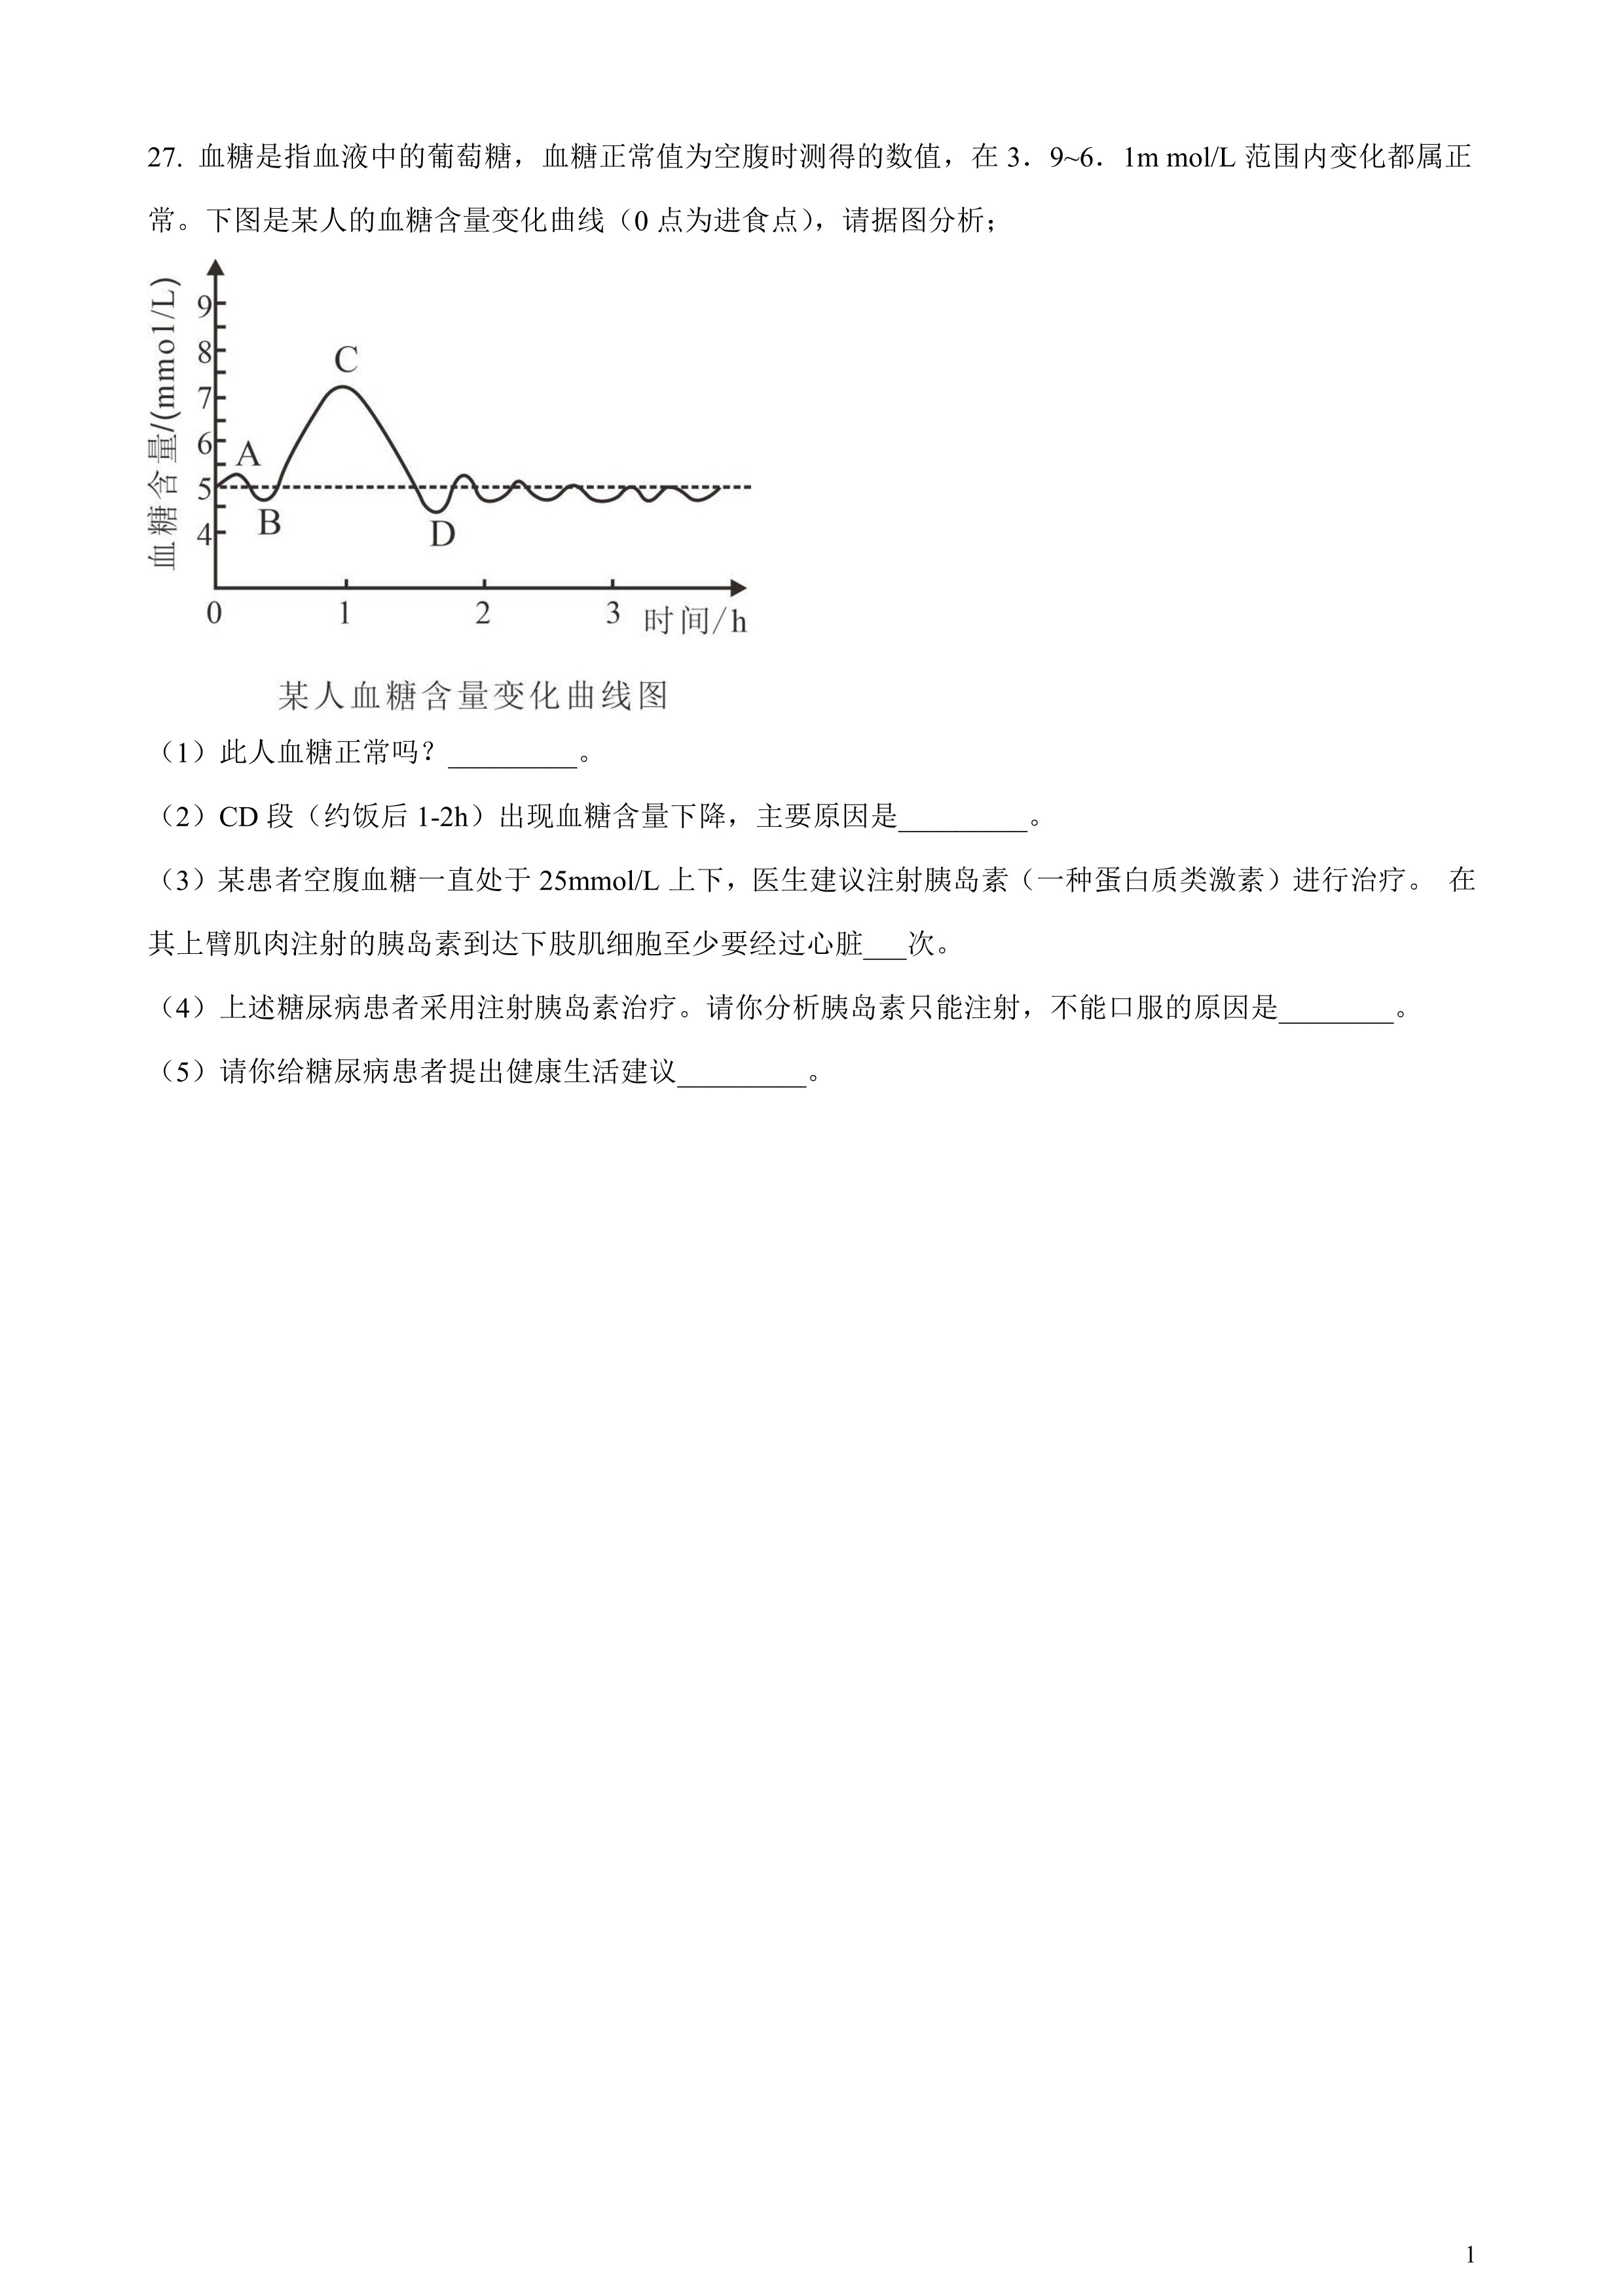 27. 血糖是指血液中的葡萄糖，血糖正常值为空腹时测得的数值，在 3．9~6．1m mol/L 范围内变化都属正
常。下图是某人的血糖含量变化曲线（0 点为进食点），请据图分析；
血糖含量/(mmol/L)
9
8
7
6
5
4
A
B
C
D
0 1 2 3 时间/h
某人血糖含量变化曲线图
（1）此人血糖正常吗？_________。
（2）CD 段（约饭后 1-2h）出现血糖含量下降，主要原因是_________。
（3）某患者空腹血糖一直处于 25mmol/L 上下，医生建议注射胰岛素（一种蛋白质类激素）进行治疗。 在
其上臂肌肉注射的胰岛素到达下肢肌细胞至少要经过心脏___次。
（4）上述糖尿病患者采用注射胰岛素治疗。请你分析胰岛素只能注射，不能口服的原因是________。
（5）请你给糖尿病患者提出健康生活建议_________。
1